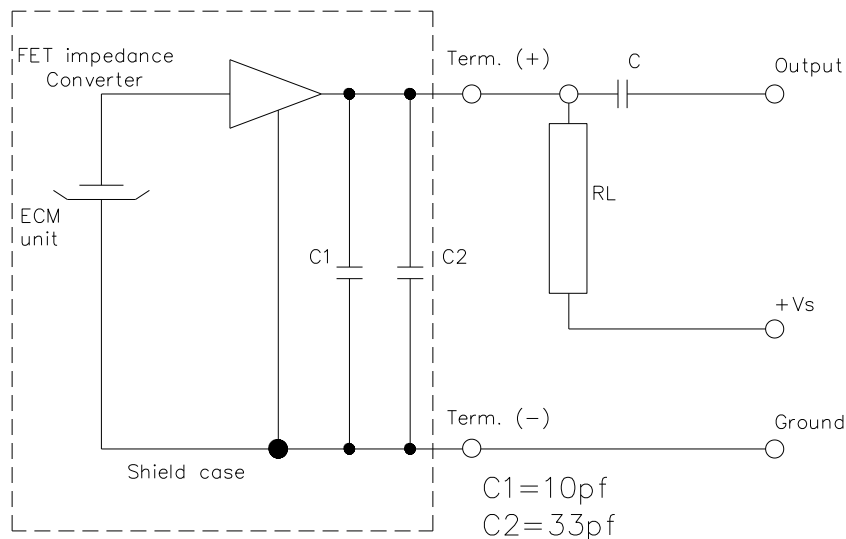 FET impedance
Converter
Term. (+)
C
Output
RL
ECM
unit
C1
C2
+Vs
Term. (-)
Ground
Shield case
C1=10pf
C2=33pf